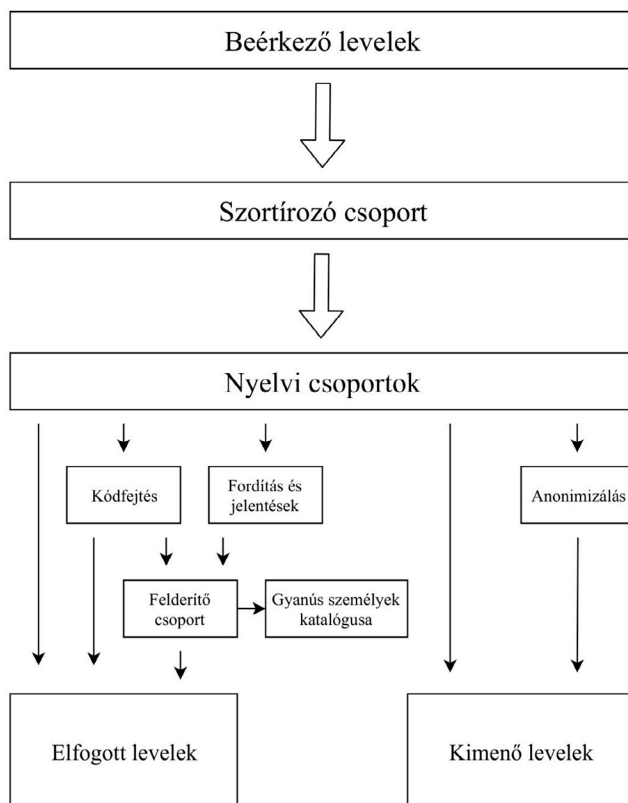 Beérkező levelek
Szortírozó csoport
Nyelvi csoportok
Kódfejtés
Fordítás és
jelentések
Anonimizálás
Felderítő
csoport
Gyanús személyek
katalógusa
Elfogott levelek
Kimenő levelek